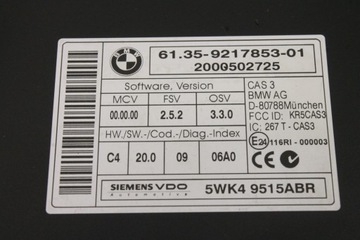 BMW
61.35-9217853-01
2009502725
Software, Version
MCV FSV OSV
00.00.00 2.5.2 3.3.0
HW./SW.-/Cod.-/Diag.-Index
C4 20.0 09 06A0
CAS 3
BMW AG
D-80788München
FCC ID: KR5CAS3
IC: 267 T - CAS3
E24 116RI - 000003
SIEMENS VDO 5WK4 9515ABR